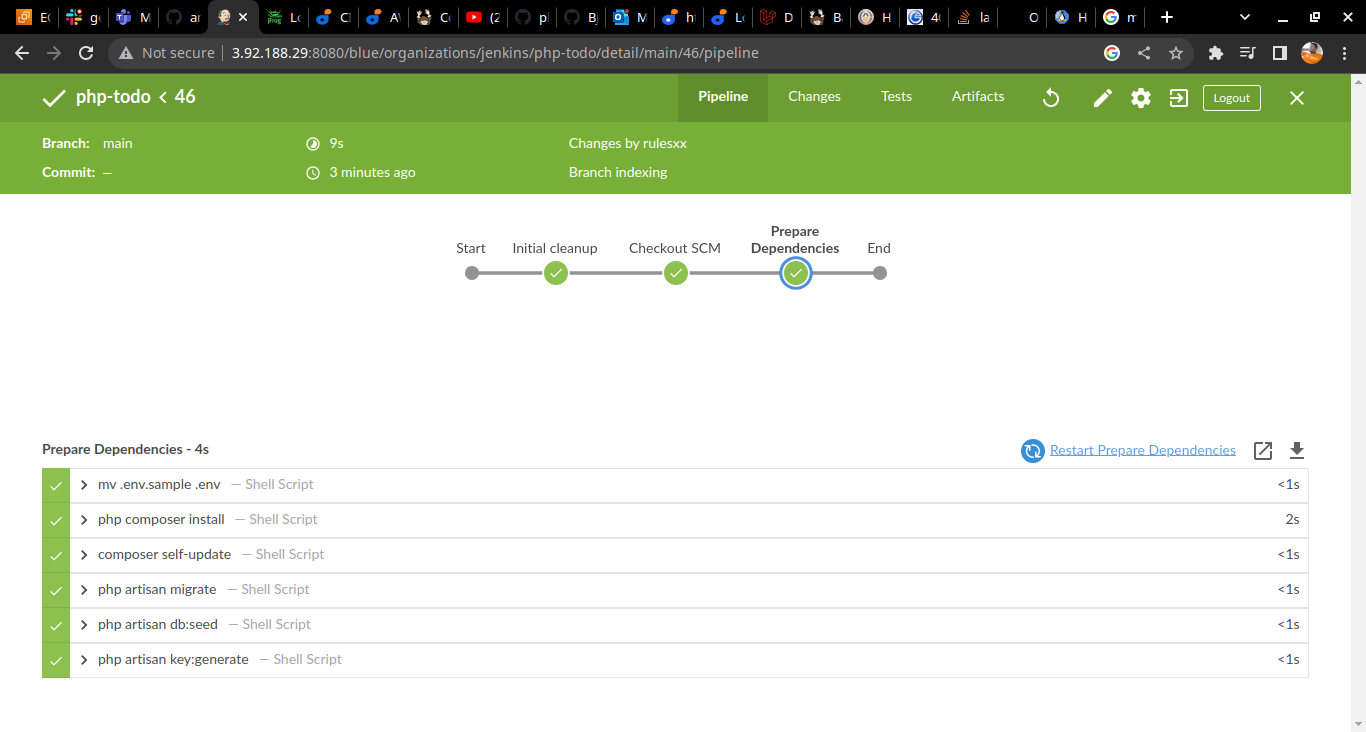 EC
ge
M
ar
Lo
Cl
A\
Co
(2
pl
Bj
M
ht
Lo
D
B
H
40
la
O
H
m
Not secure
3.92.188.29:8080/blue/organizations/jenkins/php-todo/detail/main/46/pipeline
php-todo < 46
Pipeline
Changes
Tests
Artifacts
Logout
Branch: main
9s
Changes by rulesxx
Commit: —
3 minutes ago
Branch indexing
Start
Initial cleanup
Checkout SCM
Prepare
Dependencies
End
Prepare Dependencies - 4s
Restart Prepare Dependencies
mv .env.sample .env — Shell Script <1s
php composer install — Shell Script 2s
composer self-update — Shell Script <1s
php artisan migrate — Shell Script <1s
php artisan db:seed — Shell Script <1s
php artisan key:generate — Shell Script <1s